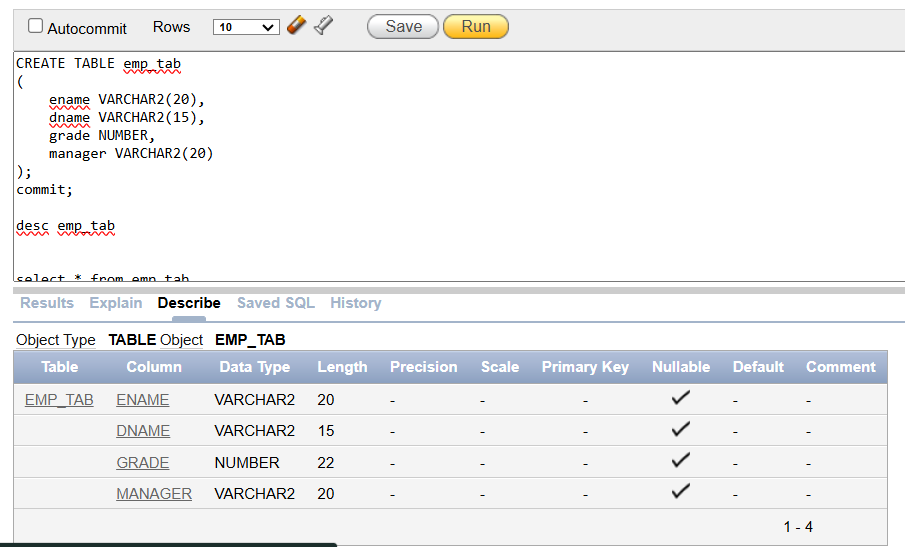 Autocommit Rows 10 Save Run
CREATE TABLE emp_tab
(
    ename VARCHAR2(20),
    dname VARCHAR2(15),
    grade NUMBER,
    manager VARCHAR2(20)
);
commit;
desc emp_tab
select * from emp_tab
Results Explain Describe Saved SQL History
Object Type TABLE Object EMP_TAB
Table Column Data Type Length Precision Scale Primary Key Nullable Default Comment
EMP_TAB ENAME VARCHAR2 20 - - - - -
DNAME VARCHAR2 15 - - - - -
GRADE NUMBER 22 - - - - -
MANAGER VARCHAR2 20 - - - - -
1 - 4